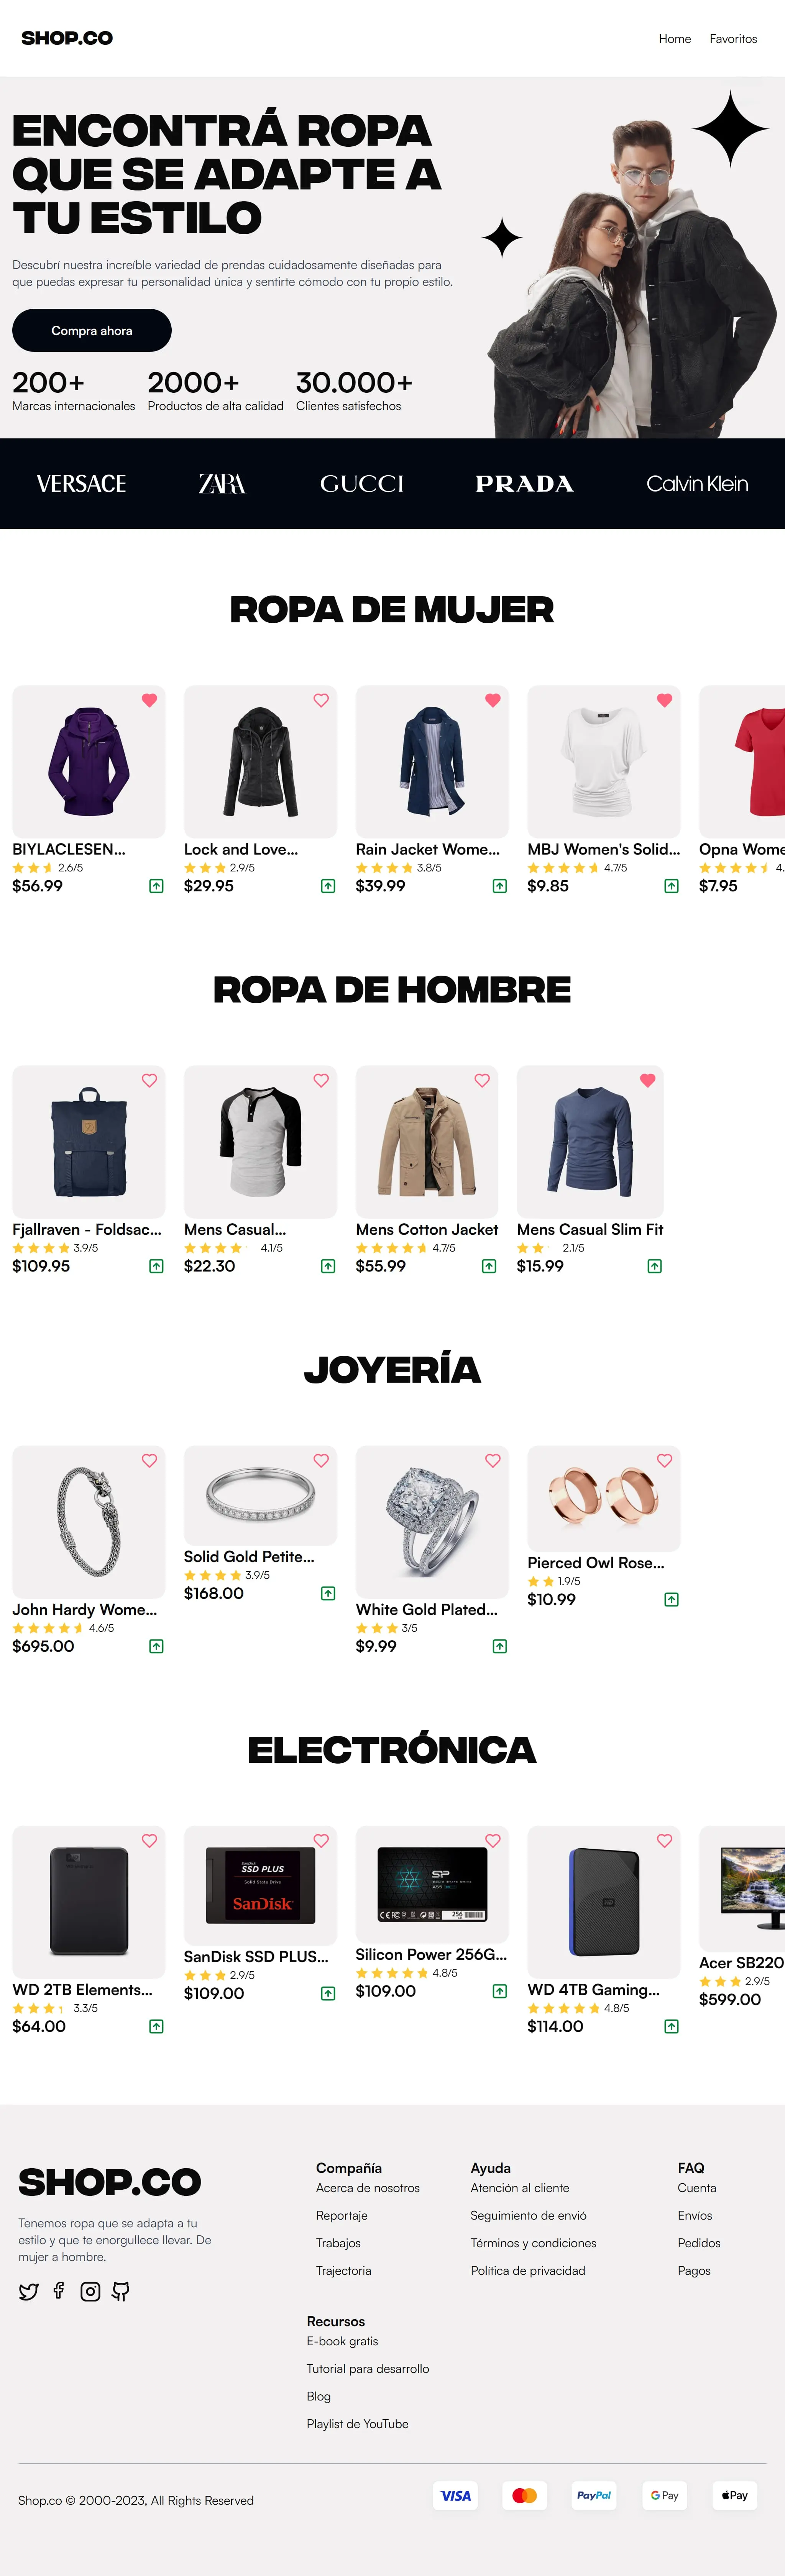 SHOP.CO
Home
Favoritos
ENCONTRÁ ROPA
QUE SE ADAPTE A
TU ESTILO
Descubrí nuestra increíble variedad de prendas cuidadosamente diseñadas para
que puedas expresar tu personalidad única y sentirte cómodo con tu propio estilo.
Compra ahora
200+
Marcas internacionales
2000+
Productos de alta calidad
30.000+
Clientes satisfechos
VERSACE
ZARA
GUCCI
PRADA
Calvin Klein
ROPA DE MUJER
BIYLACLESEN...
2.6/5
$56.99
Lock and Love...
2.9/5
$29.95
Rain Jacket Wome...
3.8/5
$39.99
MBJ Women's Solid...
4.7/5
$9.85
Opna Wome
4.
$7.95
ROPA DE HOMBRE
Fjallraven - Foldsac...
3.9/5
$109.95
Mens Casual...
4.1/5
$22.30
Mens Cotton Jacket
4.7/5
$55.99
Mens Casual Slim Fit
2.1/5
$15.99
JOYERÍA
John Hardy Wome...
4.6/5
$695.00
Solid Gold Petite...
3.9/5
$168.00
White Gold Plated...
3/5
$9.99
Pierced Owl Rose...
1.9/5
$10.99
ELECTRÓNICA
WD 2TB Elements...
3.3/5
$64.00
SanDisk
SSD PLUS
Solid State Drive
SanDisk
SanDisk SSD PLUS...
2.9/5
$109.00
SP
256
Silicon Power 256G...
4.8/5
$109.00
WD
WD 4TB Gaming...
4.8/5
$114.00
Acer SB220
2.9/5
$599.00
SHOP.CO
Tenemos ropa que se adapta a tu
estilo y que te enorgullece llevar. De
mujer a hombre.
Compañía
Acerca de nosotros
Reportaje
Trabajos
Trajectoria
Ayuda
Atención al cliente
Seguimiento de envió
Términos y condiciones
Política de privacidad
FAQ
Cuenta
Envíos
Pedidos
Pagos
Recursos
E-book gratis
Tutorial para desarrollo
Blog
Playlist de YouTube
Shop.co © 2000-2023, All Rights Reserved
VISA
PayPal
G Pay
Pay